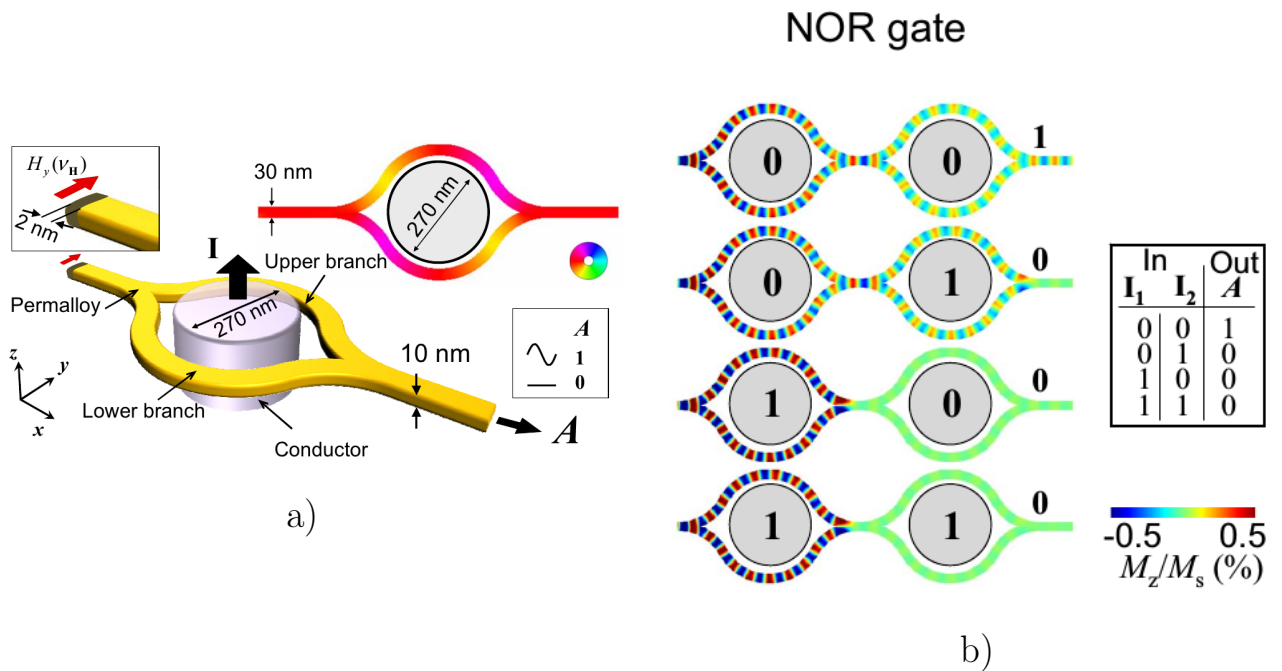 NOR gate
H_y(ν_H)
2 nm
30 nm
270 nm
I
Upper branch
Permalloy
270 nm
A
1
0
10 nm
z
y
x
Lower branch
Conductor
A
a)
0 0 1
0 1 0
1 0 0
1 1 0
In Out
I₁ I₂ A
0 0 1
0 1 0
1 0 0
1 1 0
-0.5 0.5
M_z/M_s (%)
b)